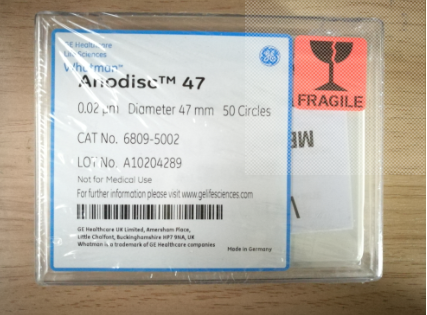 GE Healthcare
Life Sciences
Whatman™
Anodisc™ 47
0.02 µm Diameter 47 mm 50 Circles
CAT No. 6809-5002
LOT No. A10204289
Not for Medical Use
For further information please visit www.gelifesciences.com
GE Healthcare UK Limited, Amersham Place,
Little Chalfont, Buckinghamshire HP7 9NA, UK
Whatman is a trademark of GE Healthcare companies
Made in Germany
FRAGILE